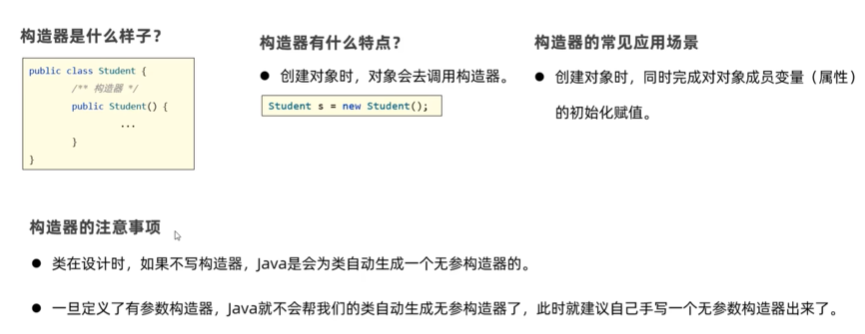 构造器是什么样子？
public class Student {
/** 构造器 */
public Student() {
...
}
}
构造器有什么特点？
● 创建对象时，对象会去调用构造器。
Student s = new Student();
构造器的常见应用场景
● 创建对象时，同时完成对对象成员变量（属性）
的初始化赋值。
构造器的注意事项
● 类在设计时，如果不写构造器，Java是会为类自动生成一个无参构造器的。
● 一旦定义了有参数构造器，Java就不会帮我们的类自动生成无参构造器了，此时就建议自己手写一个无参数构造器出来了。